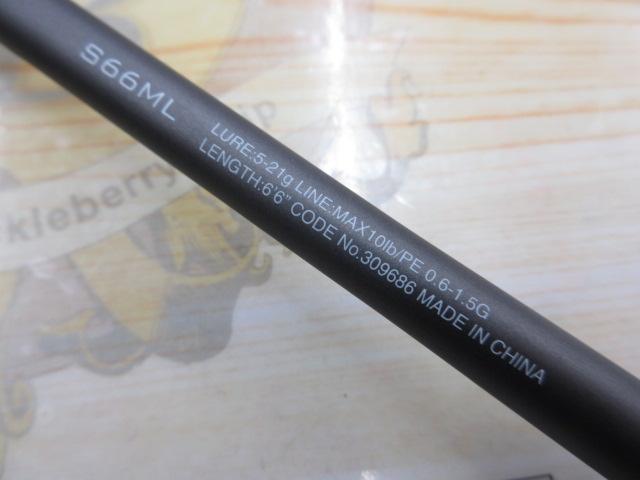 S66ML
LURE:5-21g LINE:MAX10lb/PE 0.6-1.5G
LENGTH:6'6" CODE No.309686 MADE IN CHINA
kleberry